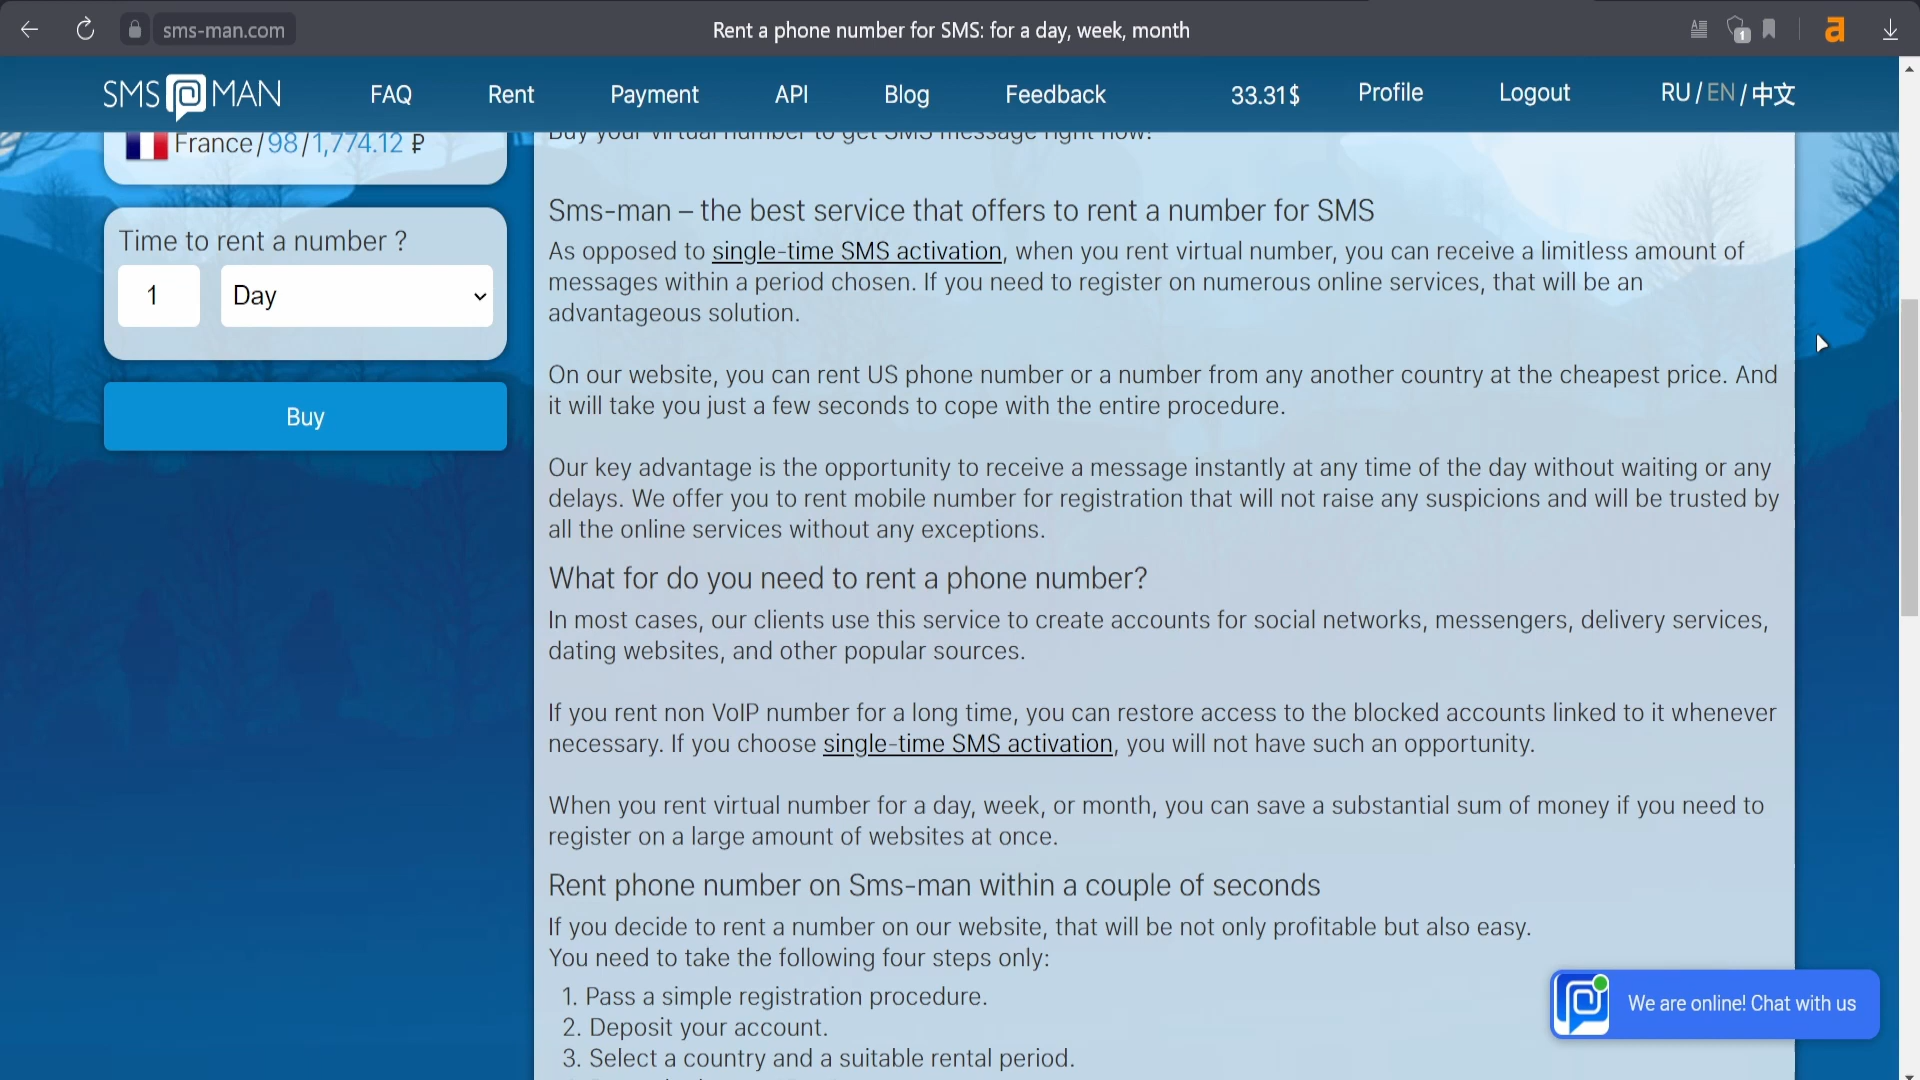 sms-man.com
Rent a phone number for SMS: for a day, week, month
1
a
SMS MAN
FAQ
Rent
Payment
API
Blog
Feedback
33.31$
Profile
Logout
RU / EN / 中文
France/98/1,774.12 ₽
Time to rent a number ?
1
Day
Buy
Buy your virtual number to get SMS message right now!
Sms-man – the best service that offers to rent a number for SMS
As opposed to single-time SMS activation, when you rent virtual number, you can receive a limitless amount of
messages within a period chosen. If you need to register on numerous online services, that will be an
advantageous solution.
On our website, you can rent US phone number or a number from any another country at the cheapest price. And
it will take you just a few seconds to cope with the entire procedure.
Our key advantage is the opportunity to receive a message instantly at any time of the day without waiting or any
delays. We offer you to rent mobile number for registration that will not raise any suspicions and will be trusted by
all the online services without any exceptions.
What for do you need to rent a phone number?
In most cases, our clients use this service to create accounts for social networks, messengers, delivery services,
dating websites, and other popular sources.
If you rent non VoIP number for a long time, you can restore access to the blocked accounts linked to it whenever
necessary. If you choose single-time SMS activation, you will not have such an opportunity.
When you rent virtual number for a day, week, or month, you can save a substantial sum of money if you need to
register on a large amount of websites at once.
Rent phone number on Sms-man within a couple of seconds
If you decide to rent a number on our website, that will be not only profitable but also easy.
You need to take the following four steps only:
1. Pass a simple registration procedure.
2. Deposit your account.
3. Select a country and a suitable rental period.
We are online! Chat with us